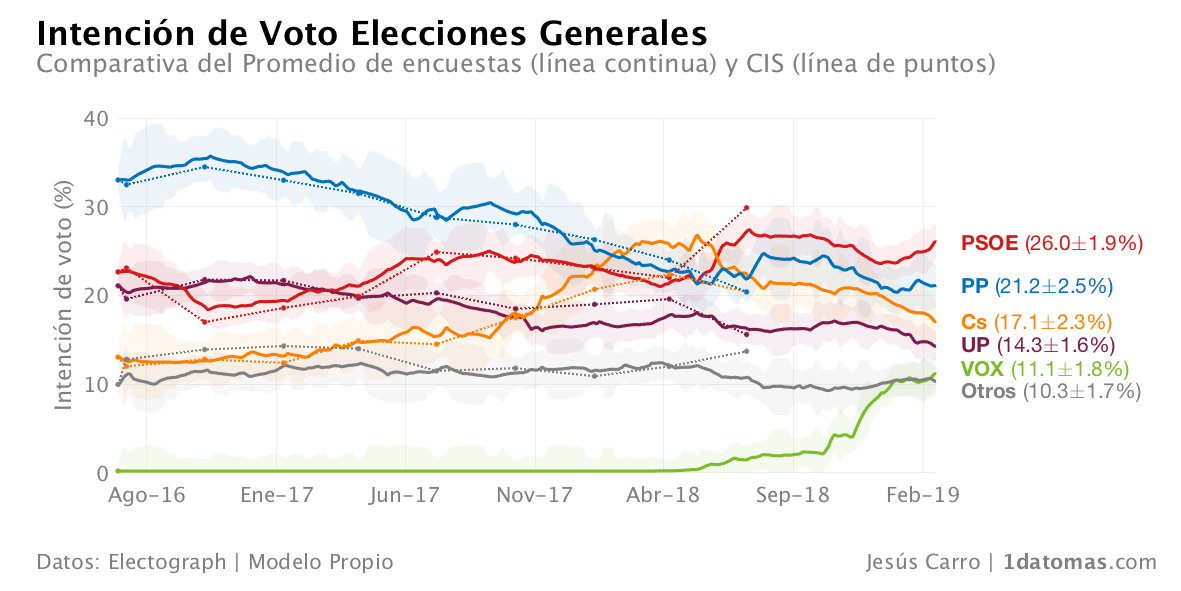 Intención de Voto Elecciones Generales
Comparativa del Promedio de encuestas (línea continua) y CIS (línea de puntos)
Intención de voto (%)
40
30
20
10
0
Ago-16 Ene-17 Jun-17 Nov-17 Abr-18 Sep-18 Feb-19
PSOE (26.0±1.9%)
PP (21.2±2.5%)
Cs (17.1±2.3%)
UP (14.3±1.6%)
VOX (11.1±1.8%)
Otros (10.3±1.7%)
Datos: Electograph | Modelo Propio
Jesús Carro | 1datomas.com